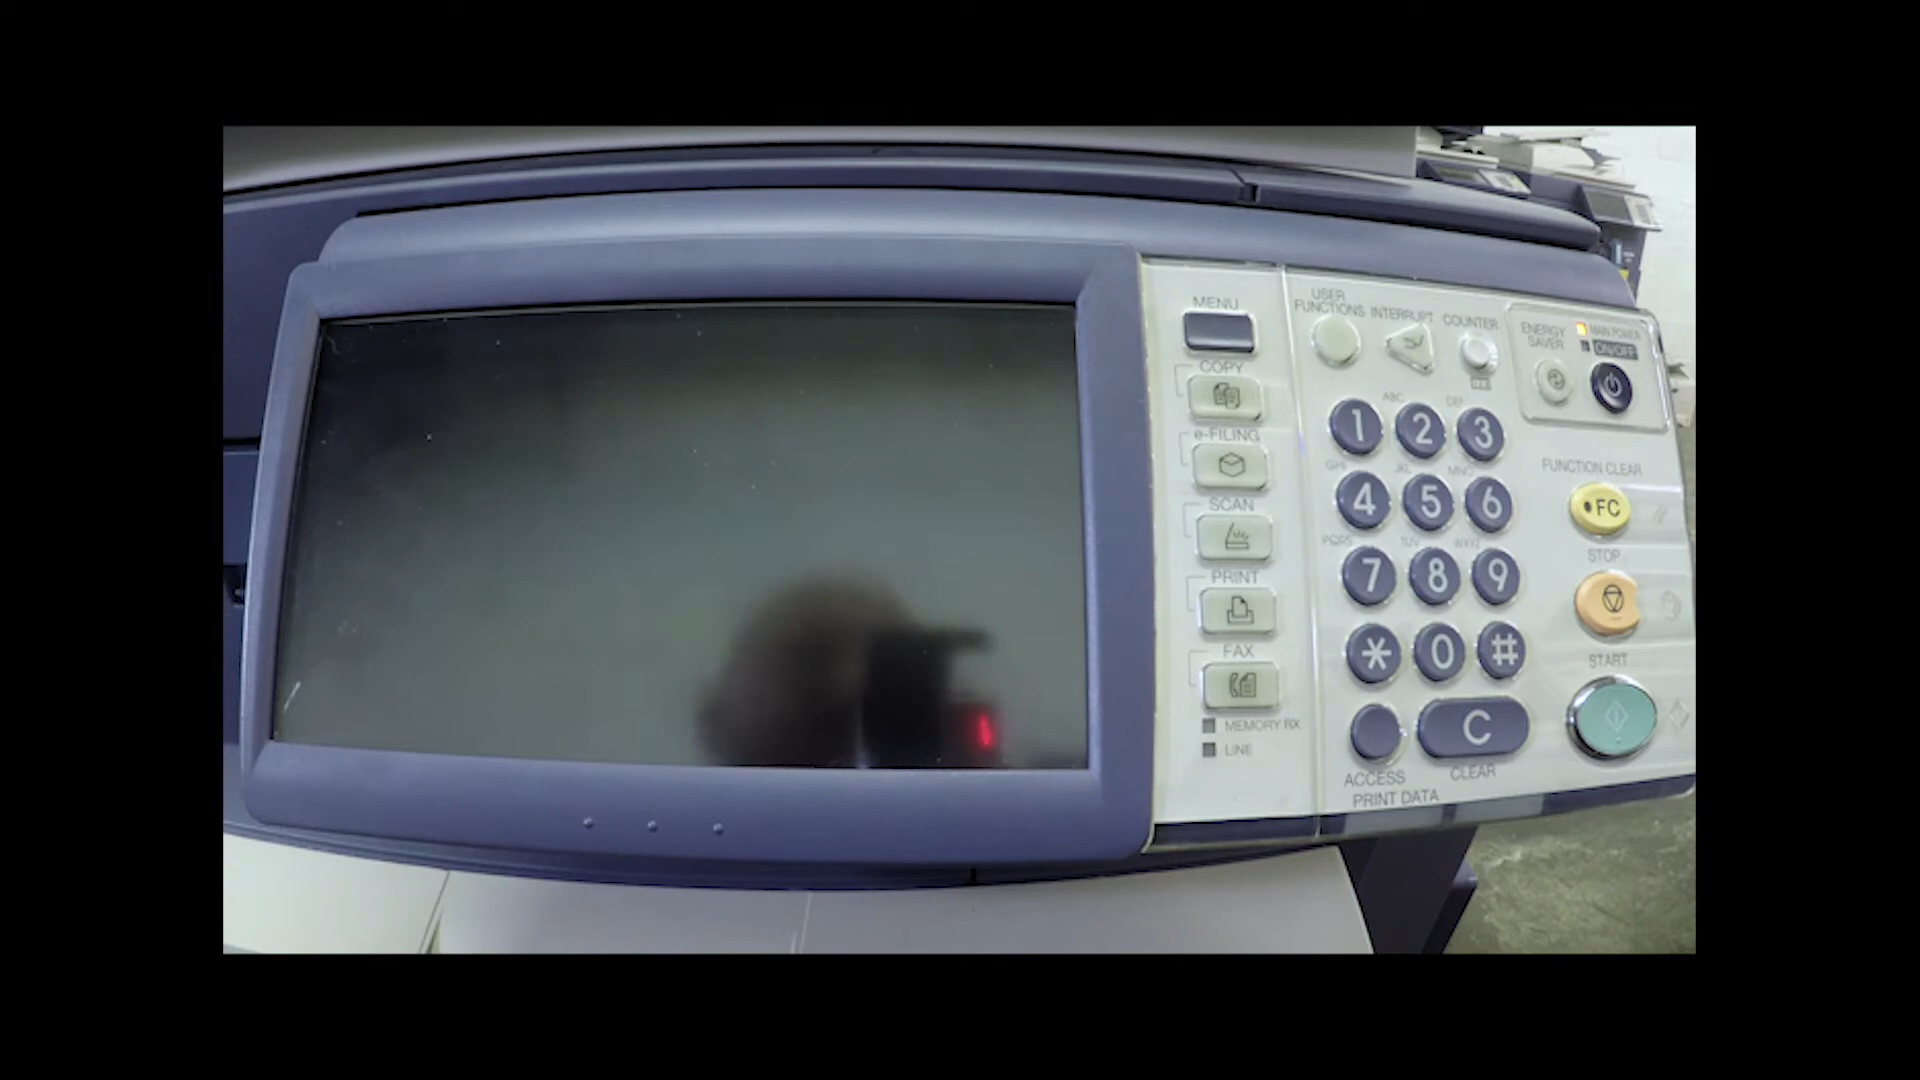 MENU
COPY
e-FILING
SCAN
PRINT
FAX
MEMORY RX
LINE
USER
FUNCTIONS
INTERRUPT
COUNTER
ENERGY
SAVER
MAIN POWER
ON/OFF
1
ABC
2
DEF
3
GHI
4
JKL
5
MNO
6
PQRS
7
TUV
8
WXYZ
9
*
0
#
ACCESS
PRINT DATA
C
CLEAR
FUNCTION CLEAR
FC
STOP
START